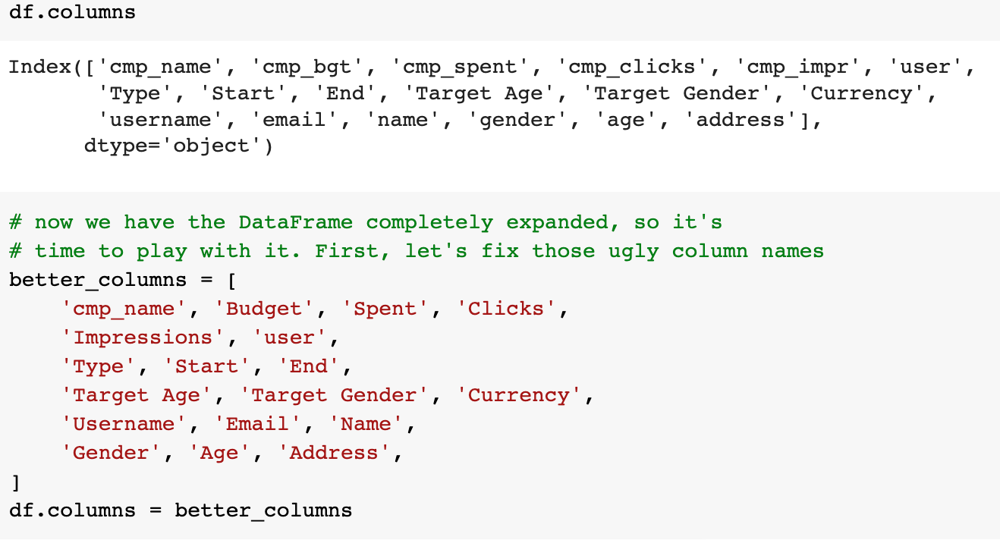 df.columns
Index(['cmp_name', 'cmp_bgt', 'cmp_spent', 'cmp_clicks', 'cmp_impr', 'user',
       'Type', 'Start', 'End', 'Target Age', 'Target Gender', 'Currency',
       'username', 'email', 'name', 'gender', 'age', 'address'],
      dtype='object')
# now we have the DataFrame completely expanded, so it's
# time to play with it. First, let's fix those ugly column names
better_columns = [
    'cmp_name', 'Budget', 'Spent', 'Clicks',
    'Impressions', 'user',
    'Type', 'Start', 'End',
    'Target Age', 'Target Gender', 'Currency',
    'Username', 'Email', 'Name',
    'Gender', 'Age', 'Address',
]
df.columns = better_columns